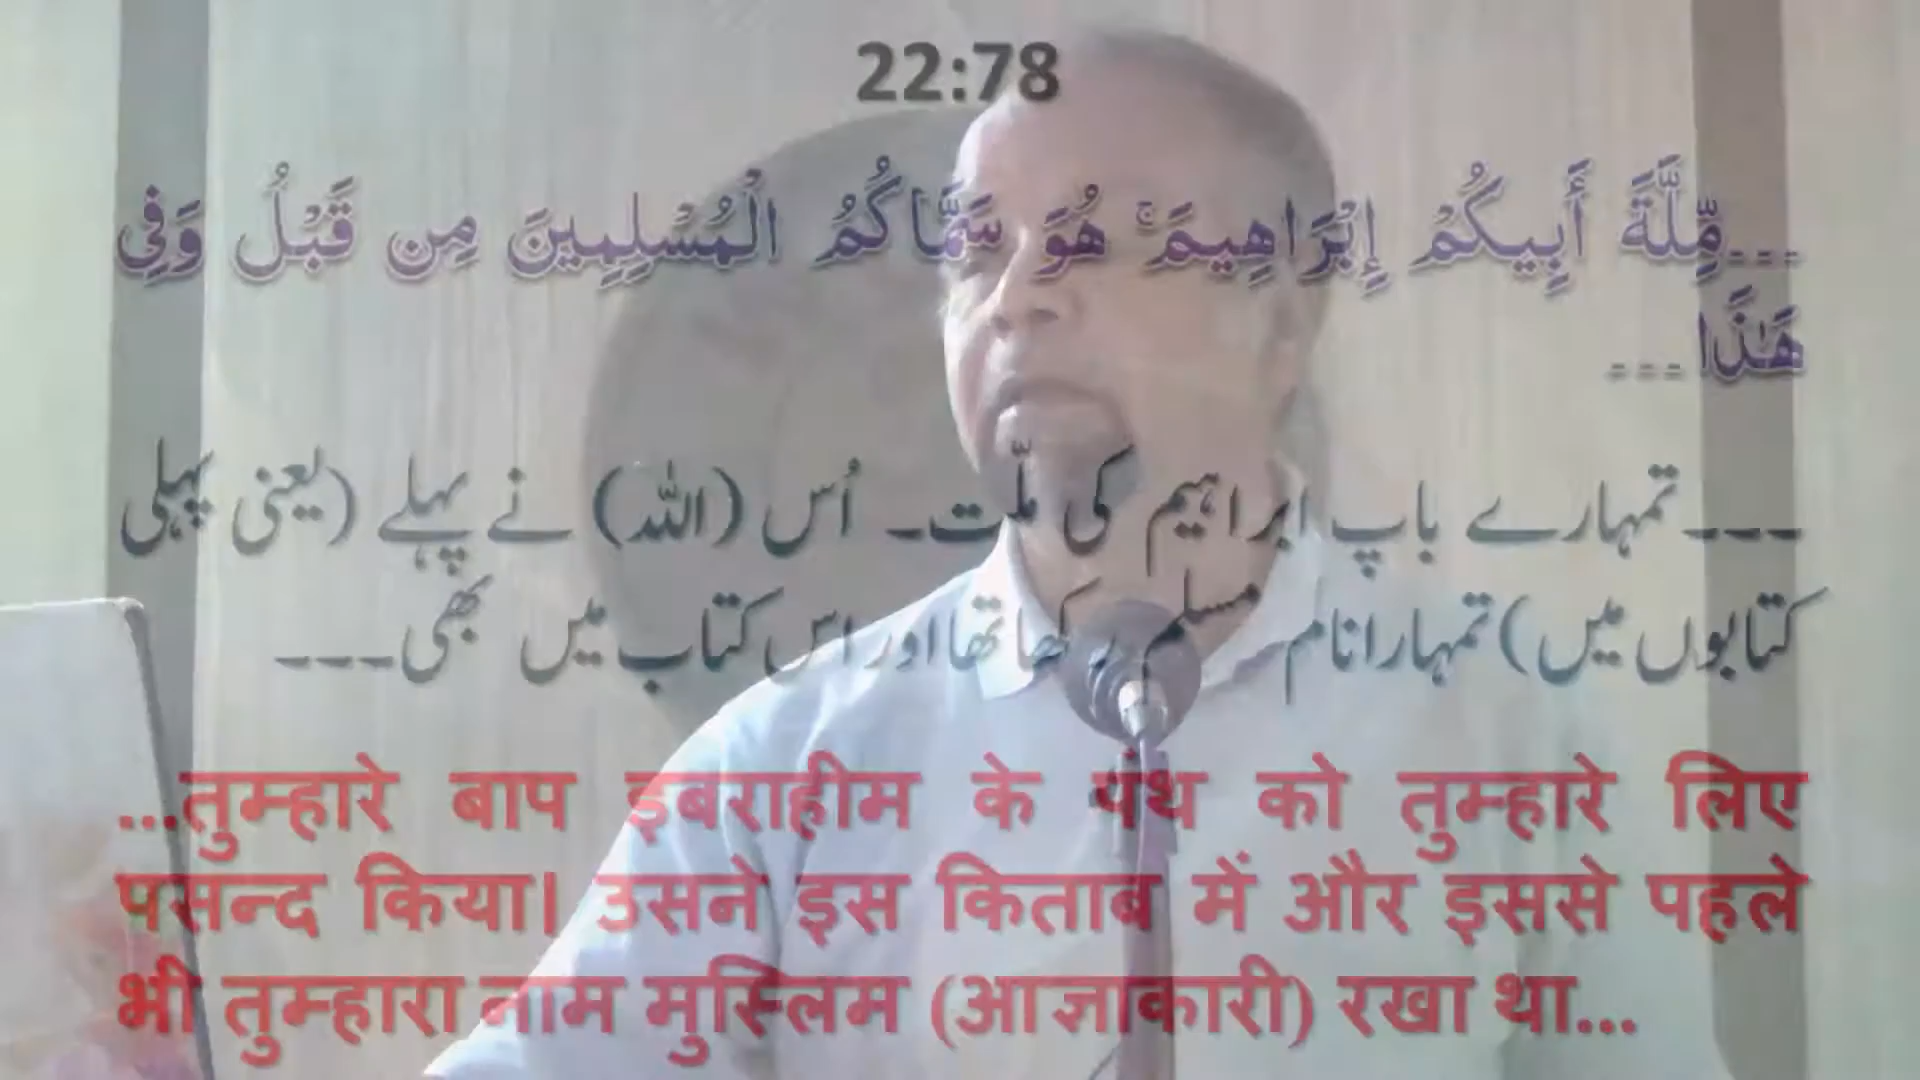 22:78
---مِّلَّةَ أَبِيكُمْ إِبْرَاهِيمَ ۚ هُوَ سَمَّاكُمُ الْمُسْلِمِينَ مِن قَبْلُ وَفِي
هَٰذَا ---
---تمہارے باپ ابراہیم کی ملّت۔ اُس (اللہ) نے پہلے (یعنی پہلی
کتابوں میں) تمہارا نام مسلم رکھا تھا اور اس کتاب میں بھی---
...तुम्हारे बाप इबराहीम के पंथ को तुम्हारे लिए
पसन्द किया। उसने इस किताब में और इससे पहले
भी तुम्हारा नाम मुस्लिम (आज्ञाकारी) रखा था...